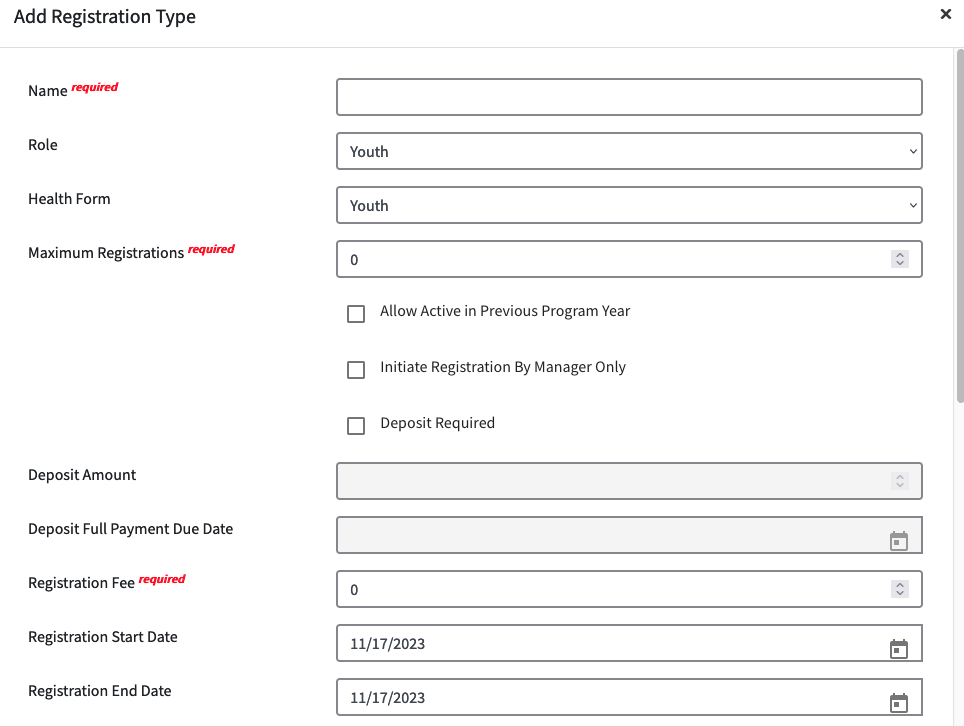 Add Registration Type
Name required
Role
Youth
Health Form
Youth
Maximum Registrations required
0
Allow Active in Previous Program Year
Initiate Registration By Manager Only
Deposit Required
Deposit Amount
Deposit Full Payment Due Date
Registration Fee required
0
Registration Start Date
11/17/2023
Registration End Date
11/17/2023